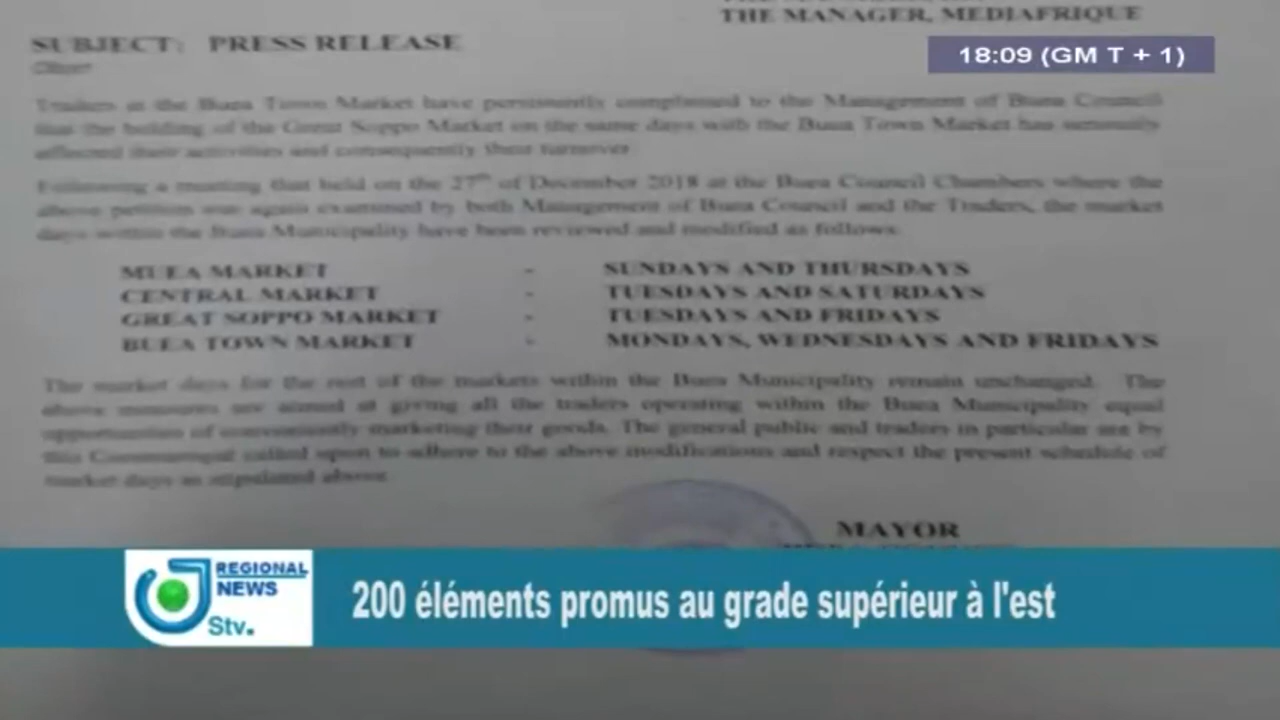 THE MANAGER, MEDIAFRIQUE
SUBJECT: PRESS RELEASE
18:09 (GM T + 1)
Traders at the Buea Town Market have persistently complained to the Management of Buea Council
that the holding of the Great Soppo Market on the same days with the Buea Town Market has seriously
affected their activities and consequently their turnover.
Following a meeting that held on the 27th of December 2018 at the Buea Council Chambers where the
above petition was again examined by both Management of Buea Council and the Traders, the market
days within the Buea Municipality have been reviewed and modified as follows:
MUEA MARKET - SUNDAYS AND THURSDAYS
CENTRAL MARKET - TUESDAYS AND SATURDAYS
GREAT SOPPO MARKET - TUESDAYS AND FRIDAYS
BUEA TOWN MARKET - MONDAYS, WEDNESDAYS AND FRIDAYS
The market days for the rest of the markets within the Buea Municipality remain unchanged. The
above measures are aimed at giving all the traders operating within the Buea Municipality equal
opportunities of conveniently marketing their goods. The general public and traders in particular are by
this Communiqué called upon to adhere to the above modifications and respect the present schedule of
market days as stipulated above.
MAYOR
REGIONAL
NEWS
Stv.
200 éléments promus au grade supérieur à l'est